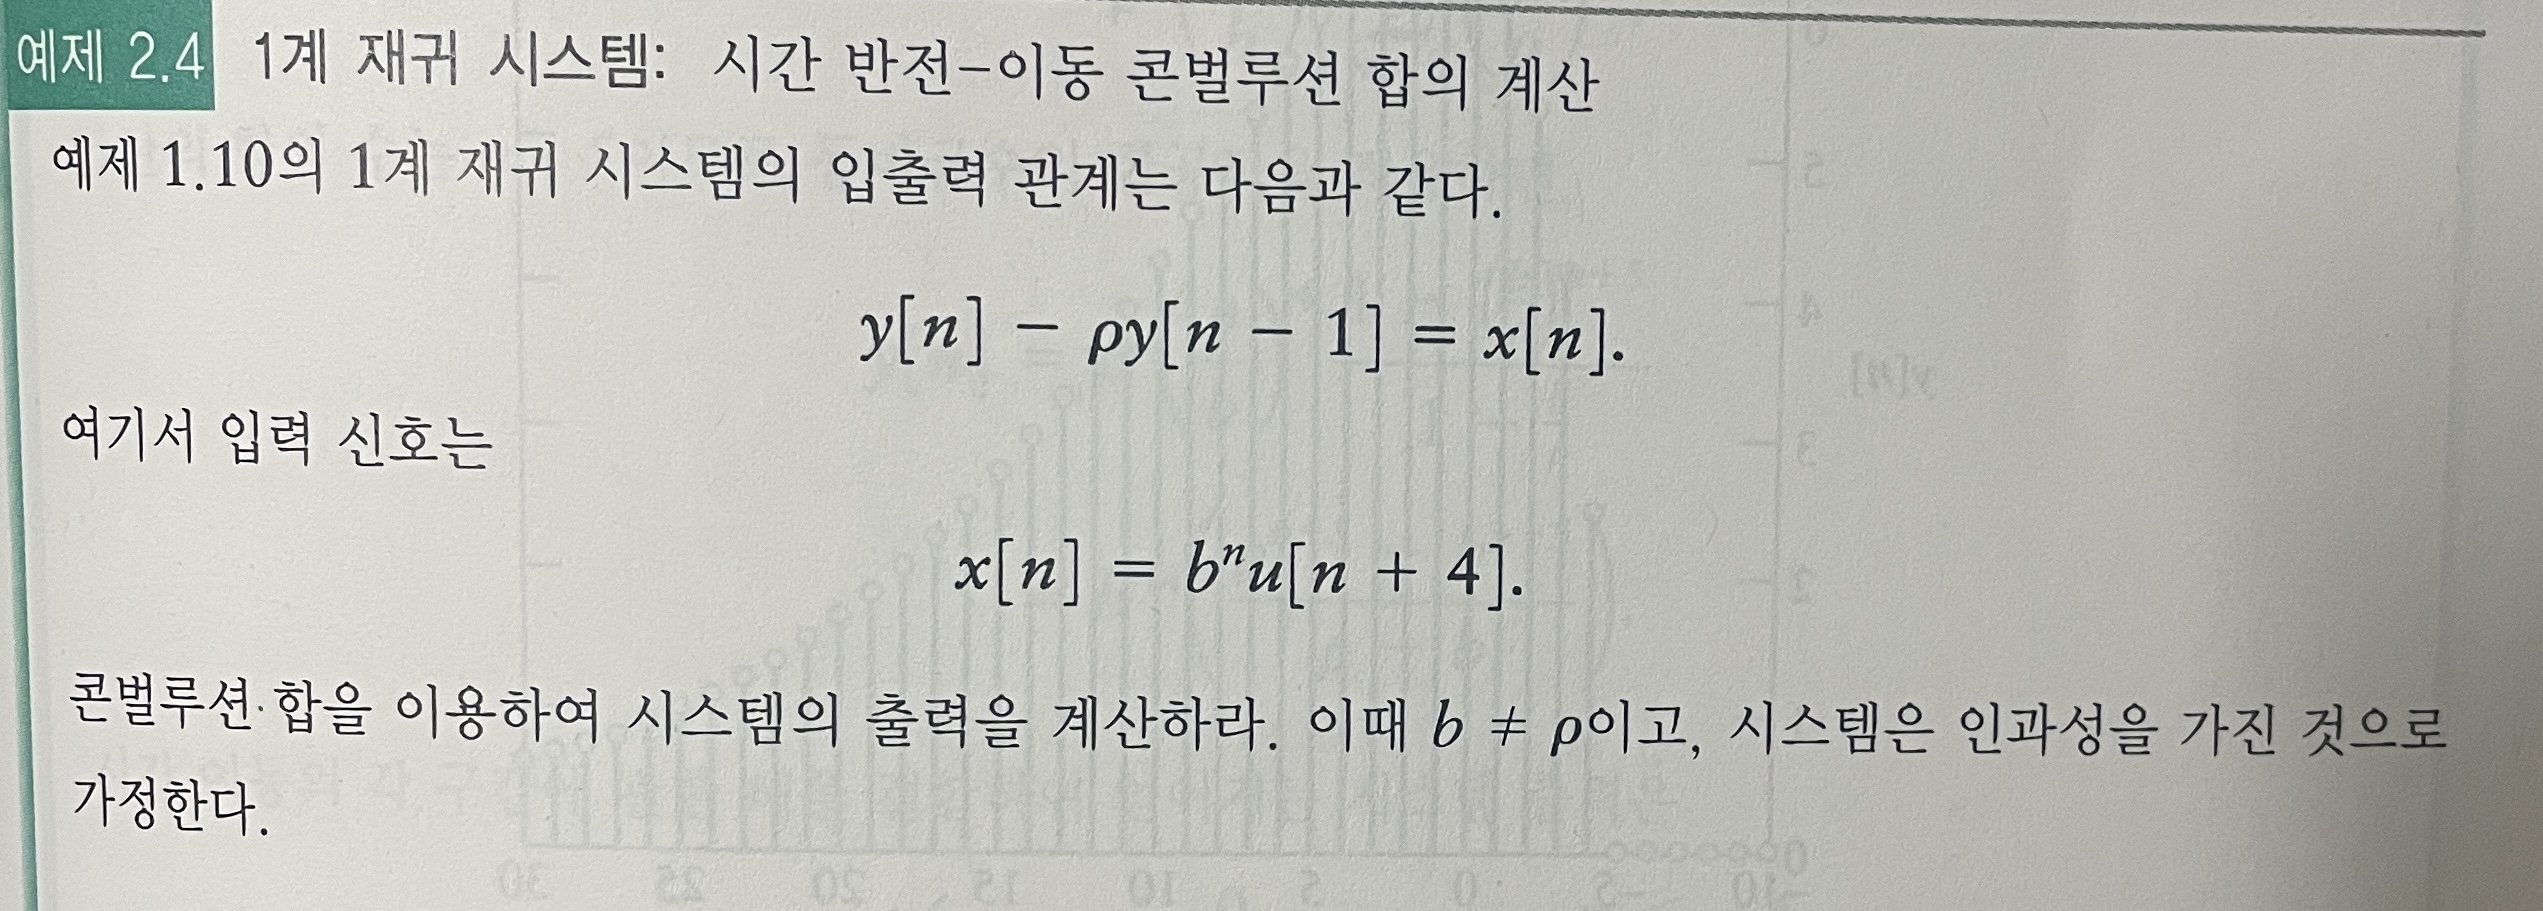 예제 2.4 1계 재귀 시스템: 시간 반전-이동 콘벌루션 합의 계산
예제 1.10의 1계 재귀 시스템의 입출력 관계는 다음과 같다.
y[n] − ρy[n − 1] = x[n].
여기서 입력 신호는
x[n] = bⁿu[n + 4].
콘벌루션 합을 이용하여 시스템의 출력을 계산하라. 이때 b ≠ ρ이고, 시스템은 인과성을 가진 것으로
가정한다.